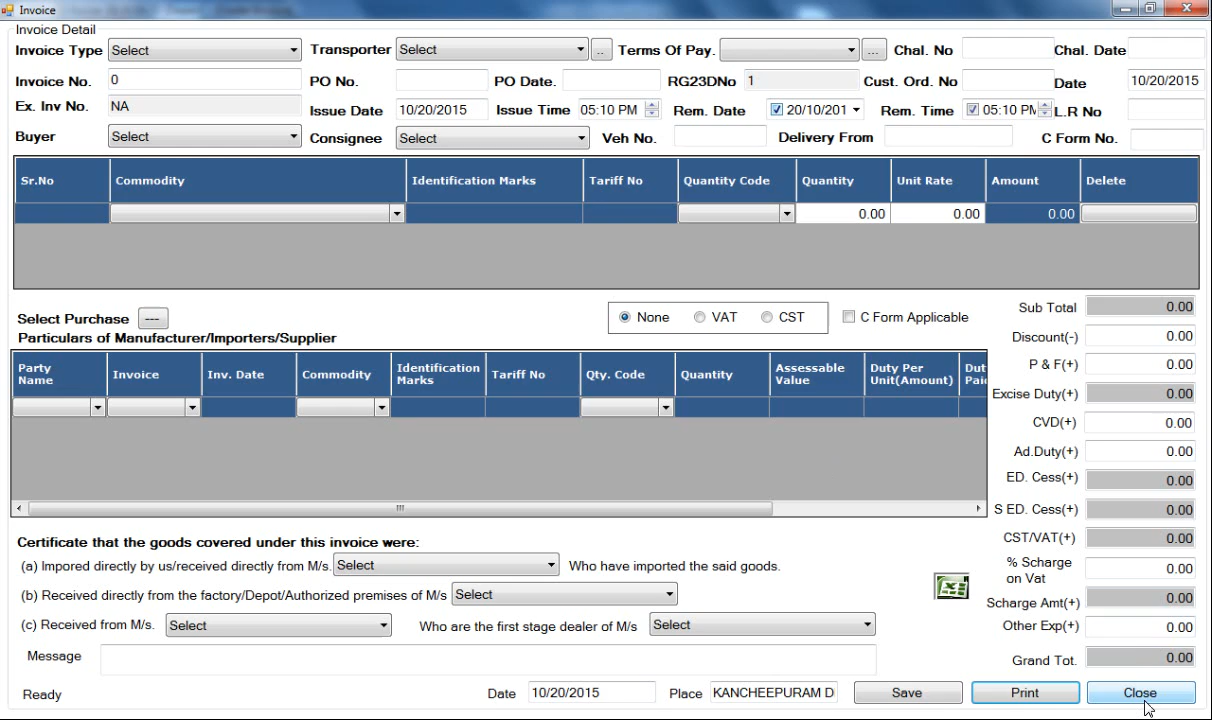 Invoice
Invoice Detail
Invoice Type Select Transporter Select .. Terms Of Pay. ... Chal. No Chal. Date
Invoice No. 0 PO No. PO Date. RG23DNo 1 Cust. Ord. No Date 10/20/2015
Ex. Inv No. NA Issue Date 10/20/2015 Issue Time 05:10 PM Rem. Date 20/10/201 Rem. Time 05:10 PM L.R No
Buyer Select Consignee Select Veh No. Delivery From C Form No.
Sr.No Commodity Identification Marks Tariff No Quantity Code Quantity Unit Rate Amount Delete
0.00 0.00 0.00
Select Purchase --- None VAT CST C Form Applicable
Particulars of Manufacturer/Importers/Supplier
Party Name Invoice Inv. Date Commodity Identification Marks Tariff No Qty. Code Quantity Assessable Value Duty Per Unit(Amount) Dut Paid
Sub Total 0.00
Discount(-) 0.00
P & F(+) 0.00
Excise Duty(+) 0.00
CVD(+) 0.00
Ad.Duty(+) 0.00
ED. Cess(+) 0.00
S ED. Cess(+) 0.00
CST/VAT(+) 0.00
% Scharge on Vat 0.00
Scharge Amt(+) 0.00
Other Exp(+) 0.00
Grand Tot. 0.00
Certificate that the goods covered under this invoice were:
(a) Impored directly by us/received directly from M/s. Select Who have imported the said goods.
(b) Received directly from the factory/Depot/Authorized premises of M/s Select
(c) Received from M/s. Select Who are the first stage dealer of M/s Select
Message
Ready Date 10/20/2015 Place KANCHEEPURAM D Save Print Close